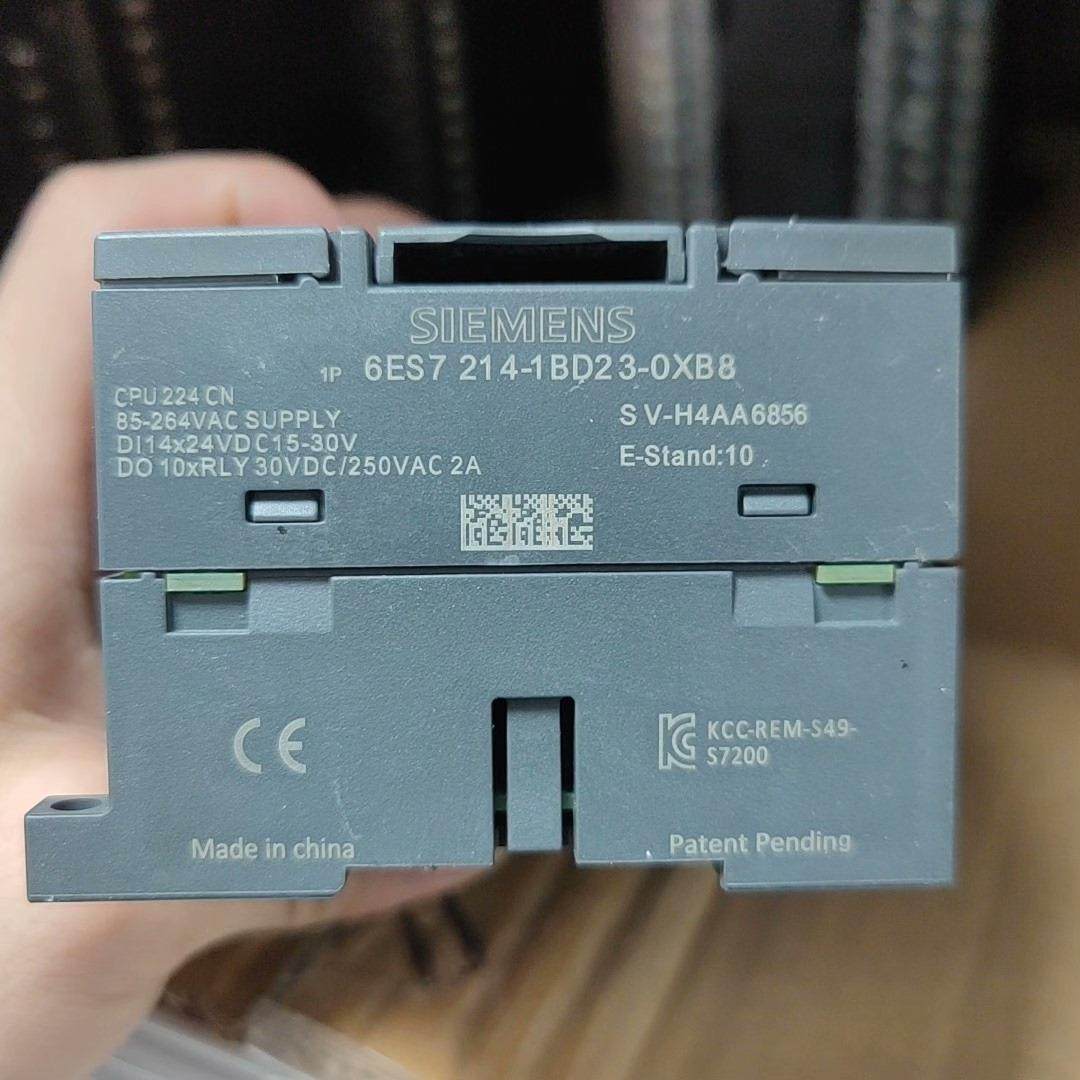 SIEMENS
1P 6ES7 214-1BD23-0XB8
CPU 224 CN
85-264VAC SUPPLY
DI14x24VDC15-30V
DO 10xRLY 30VDC/250VAC 2A
S V-H4AA6856
E-Stand:10
CE
KC KCC-REM-S49-
S7200
Made in china
Patent Pending